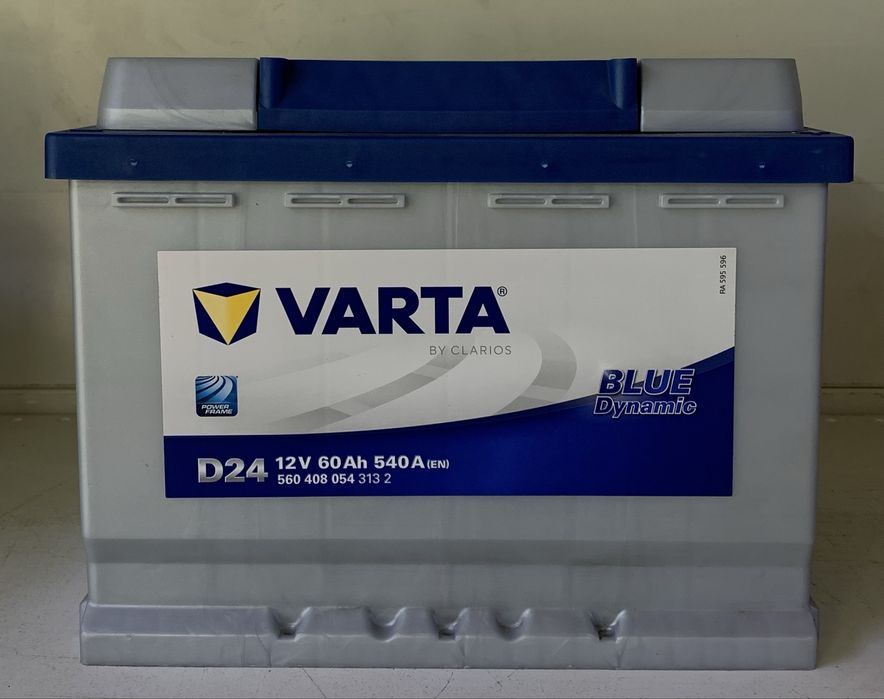 RA 595 596
VARTA®
BY CLARIOS
POWER
FRAME
BLUE
Dynamic
D24 12V 60Ah 540A (EN)
560 408 054 313 2